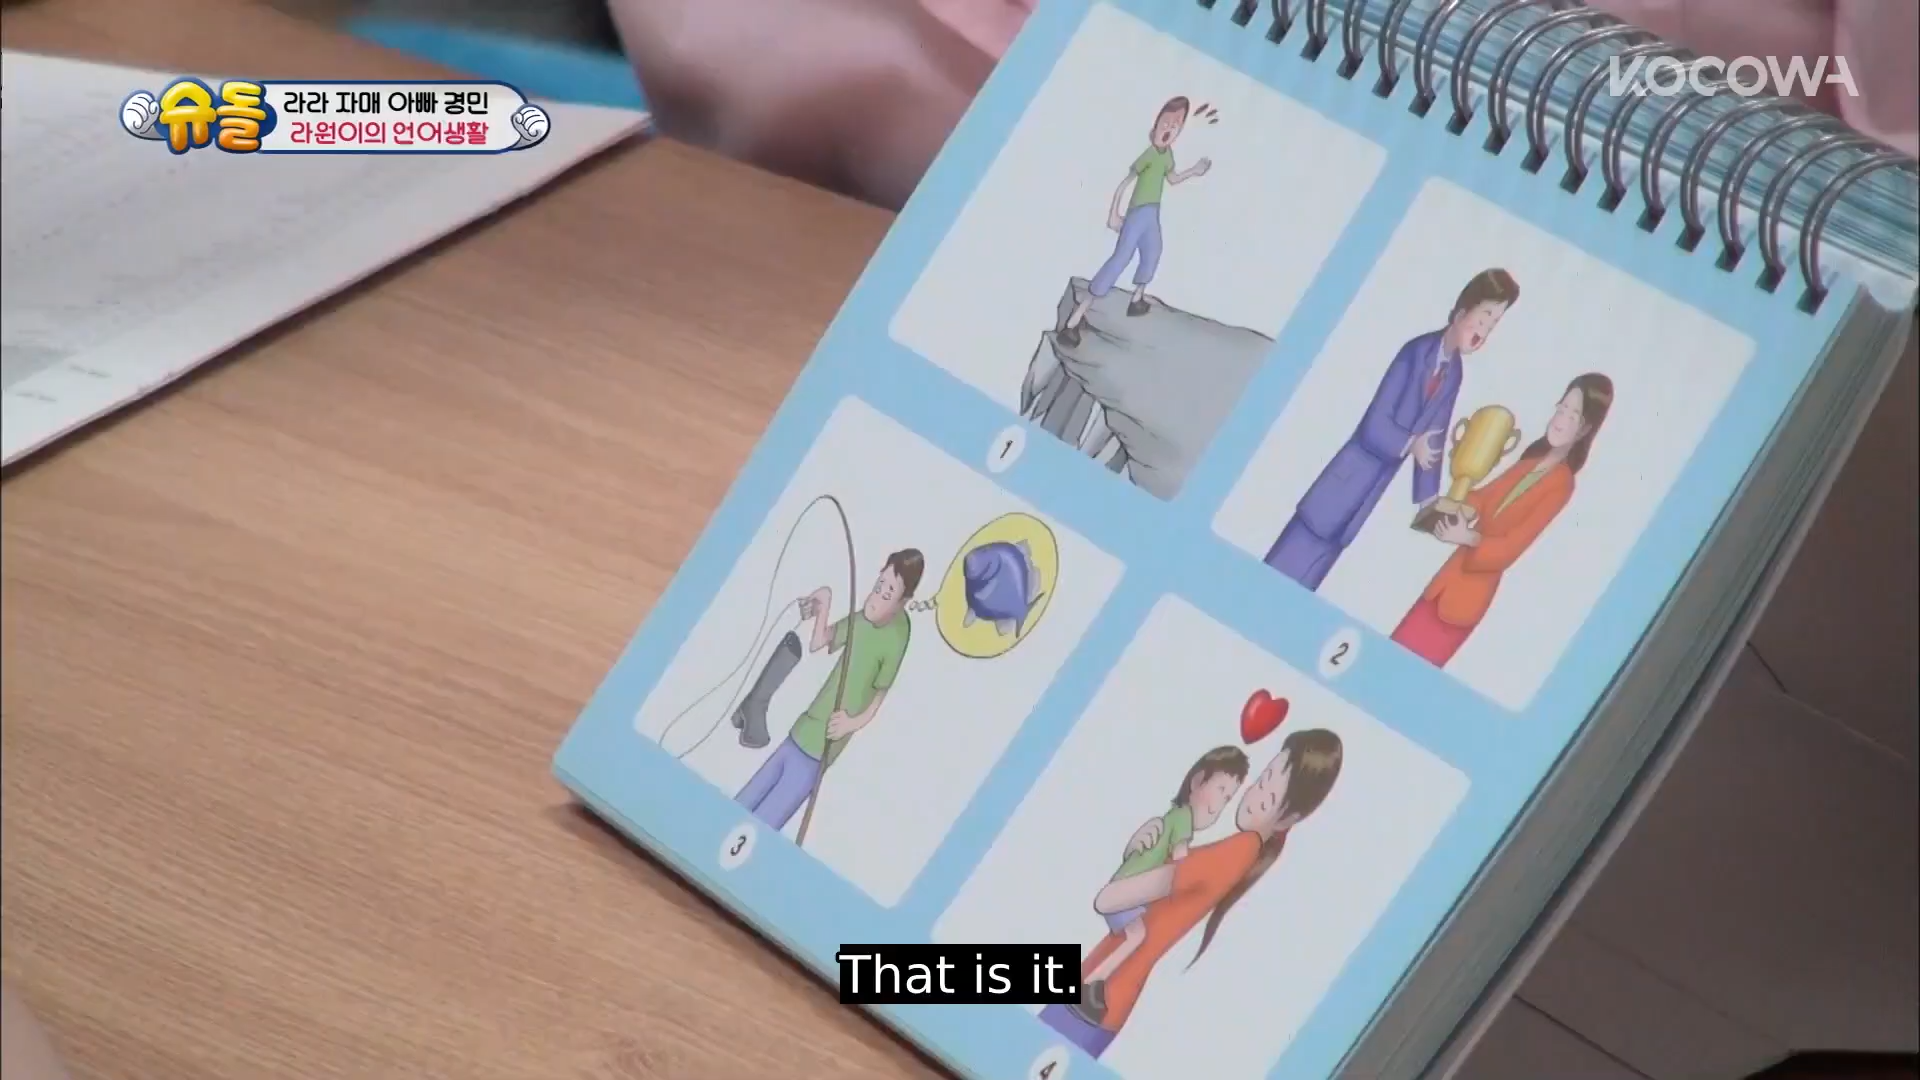 슈돌
라라 자매 아빠 경민
라원이의 언어생활
KOCOWA
1
2
3
4
That is it.